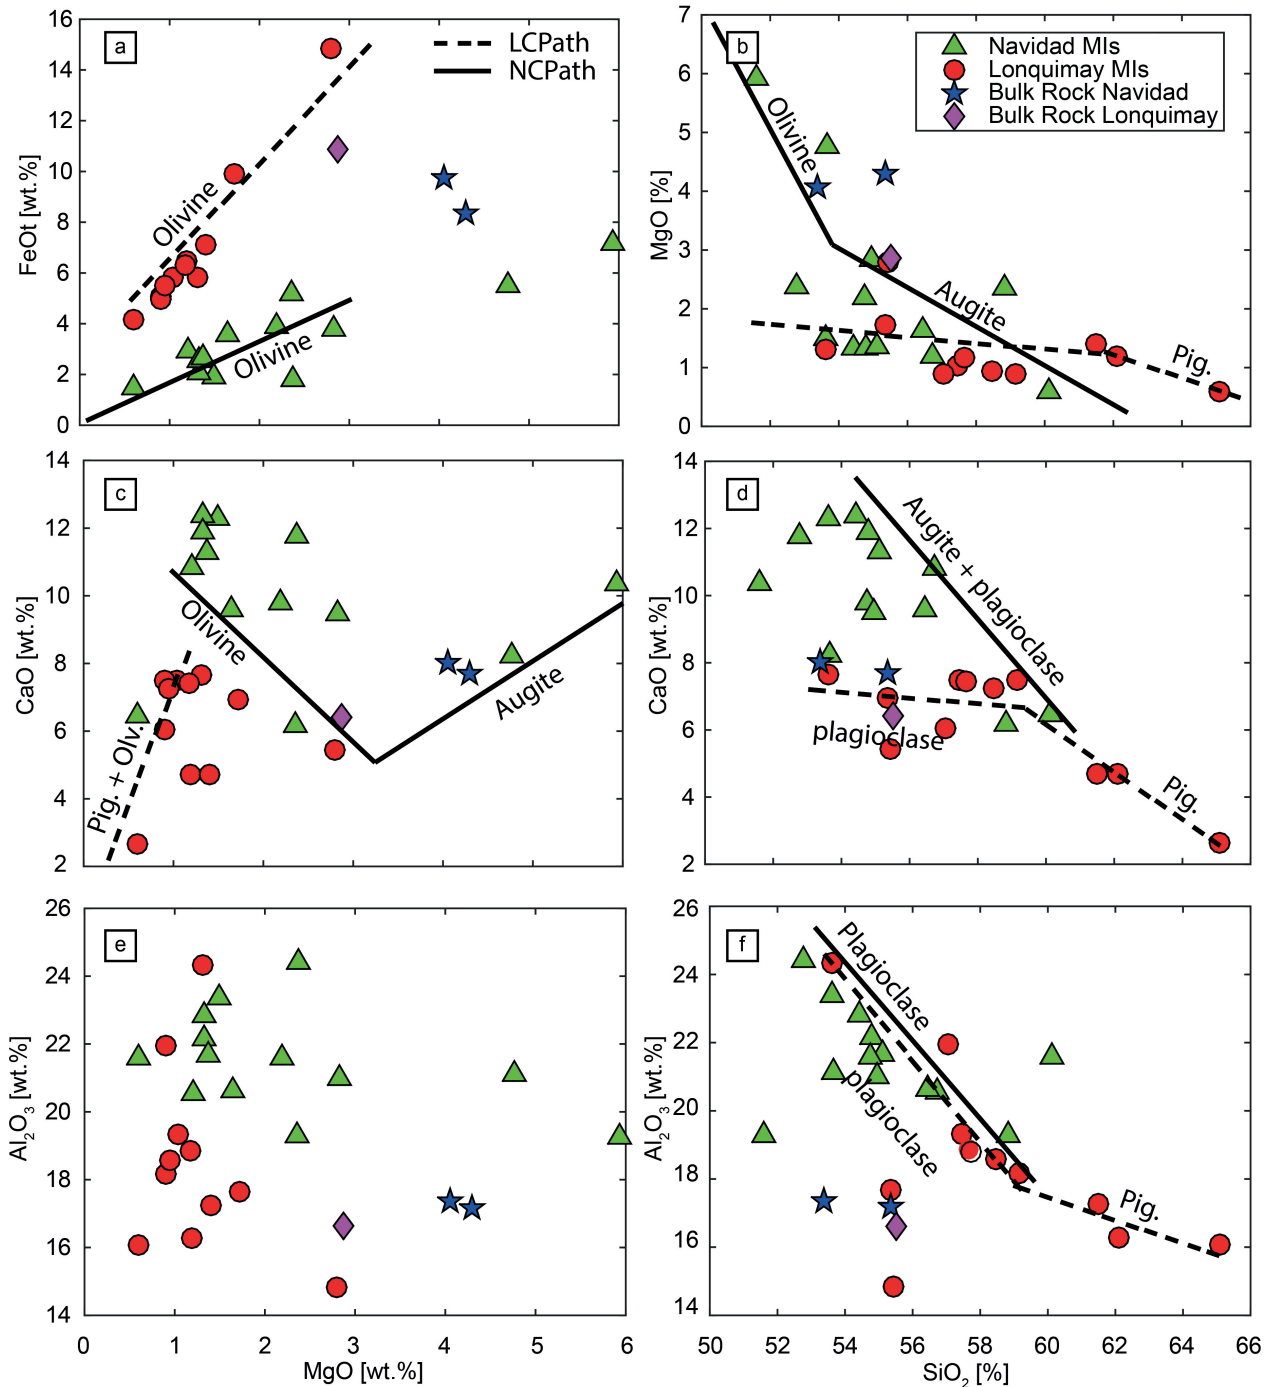 a
16
14
12
10
8
6
4
2
0
FeOt [wt.%]
LCPath
NCPath
Olivine
Olivine
b
7
6
5
4
3
2
1
0
MgO [%]
Navidad MIs
Lonquimay MIs
Bulk Rock Navidad
Bulk Rock Lonquimay
Olivine
Augite
Pig.
c
14
12
10
8
6
4
2
CaO [wt.%]
Olivine
Augite
Pig. + Olv.
d
14
12
10
8
6
4
2
CaO [wt.%]
Augite + plagioclase
plagioclase
Pig.
e
26
24
22
20
18
16
14
Al₂O₃ [wt.%]
0 1 2 3 4 5 6
MgO [wt.%]
f
26
24
22
20
18
16
14
Al₂O₃ [wt.%]
Plagioclase
plagioclase
Pig.
50 52 54 56 58 60 62 64 66
SiO₂ [%]